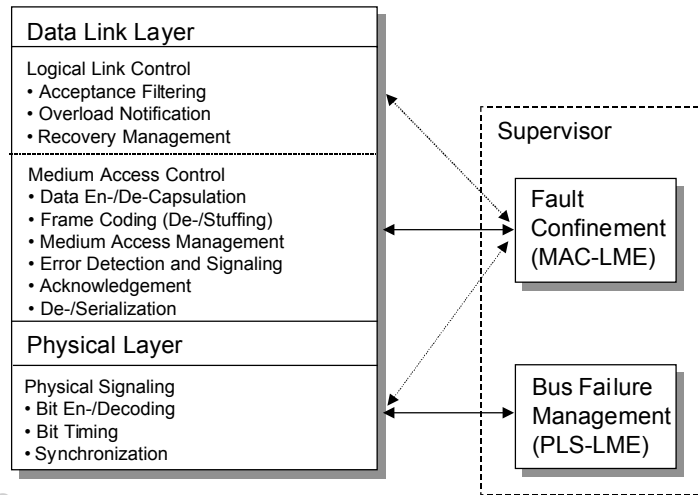 Data Link Layer
Logical Link Control
• Acceptance Filtering
• Overload Notification
• Recovery Management
Medium Access Control
• Data En-/De-Capsulation
• Frame Coding (De-/Stuffing)
• Medium Access Management
• Error Detection and Signaling
• Acknowledgement
• De-/Serialization
Physical Layer
Physical Signaling
• Bit En-/Decoding
• Bit Timing
• Synchronization
Supervisor
Fault
Confinement
(MAC-LME)
Bus Failure
Management
(PLS-LME)